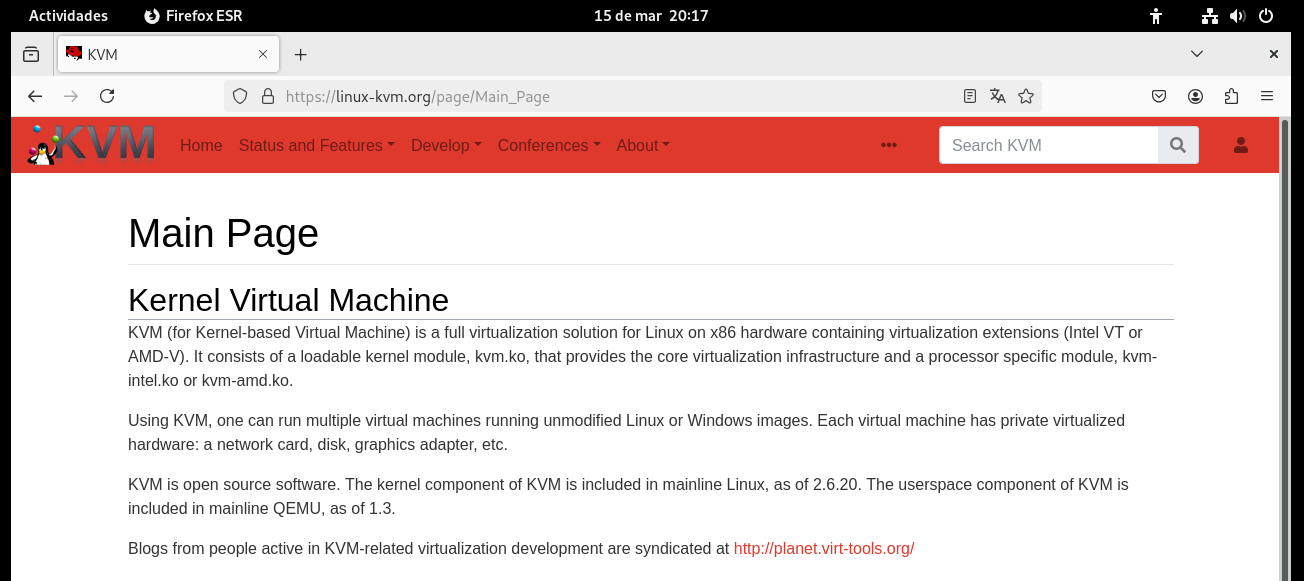 Actividades Firefox ESR 15 de mar 20:17
KVM
https://linux-kvm.org/page/Main_Page
KVM Home Status and Features Develop Conferences About Search KVM
Main Page
Kernel Virtual Machine
KVM (for Kernel-based Virtual Machine) is a full virtualization solution for Linux on x86 hardware containing virtualization extensions (Intel VT or
AMD-V). It consists of a loadable kernel module, kvm.ko, that provides the core virtualization infrastructure and a processor specific module, kvm-
intel.ko or kvm-amd.ko.
Using KVM, one can run multiple virtual machines running unmodified Linux or Windows images. Each virtual machine has private virtualized
hardware: a network card, disk, graphics adapter, etc.
KVM is open source software. The kernel component of KVM is included in mainline Linux, as of 2.6.20. The userspace component of KVM is
included in mainline QEMU, as of 1.3.
Blogs from people active in KVM-related virtualization development are syndicated at http://planet.virt-tools.org/